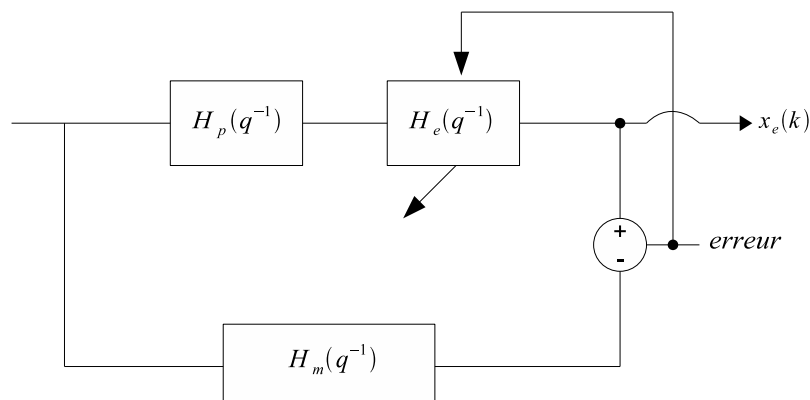 H_p(q^{-1})
H_e(q^{-1})
x_e(k)
+
-
erreur
H_m(q^{-1})